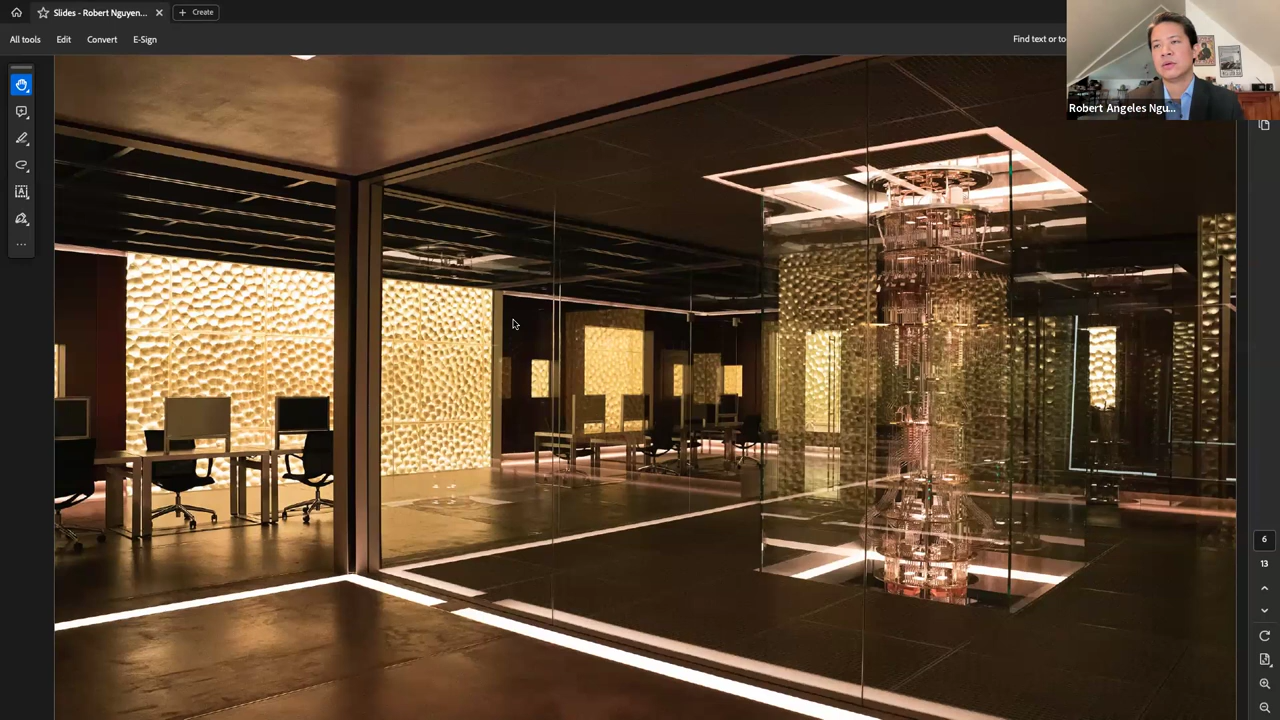 Slides - Robert Nguyen...
Create
All tools
Edit
Convert
E-Sign
Find text or to
Robert Angeles Ngu...
6
13